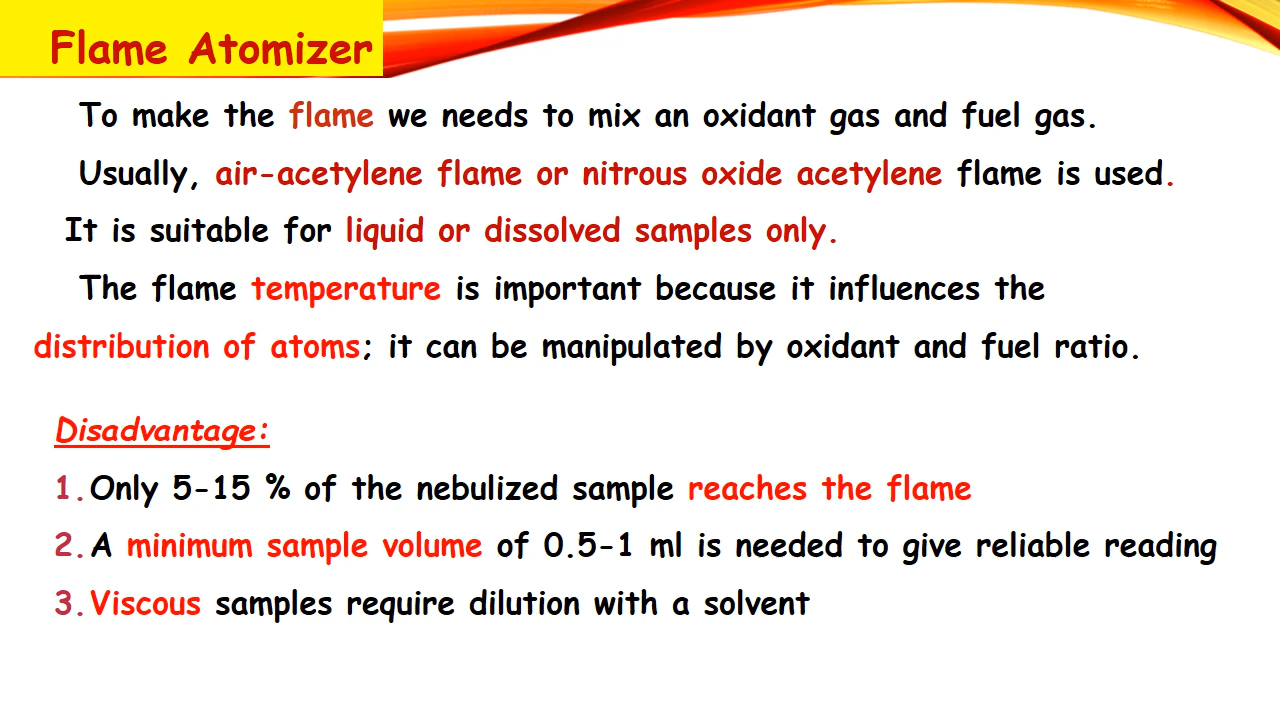 Flame Atomizer
To make the flame we needs to mix an oxidant gas and fuel gas.
Usually, air-acetylene flame or nitrous oxide acetylene flame is used.
It is suitable for liquid or dissolved samples only.
The flame temperature is important because it influences the
distribution of atoms; it can be manipulated by oxidant and fuel ratio.
Disadvantage:
1. Only 5-15 % of the nebulized sample reaches the flame
2. A minimum sample volume of 0.5-1 ml is needed to give reliable reading
3. Viscous samples require dilution with a solvent